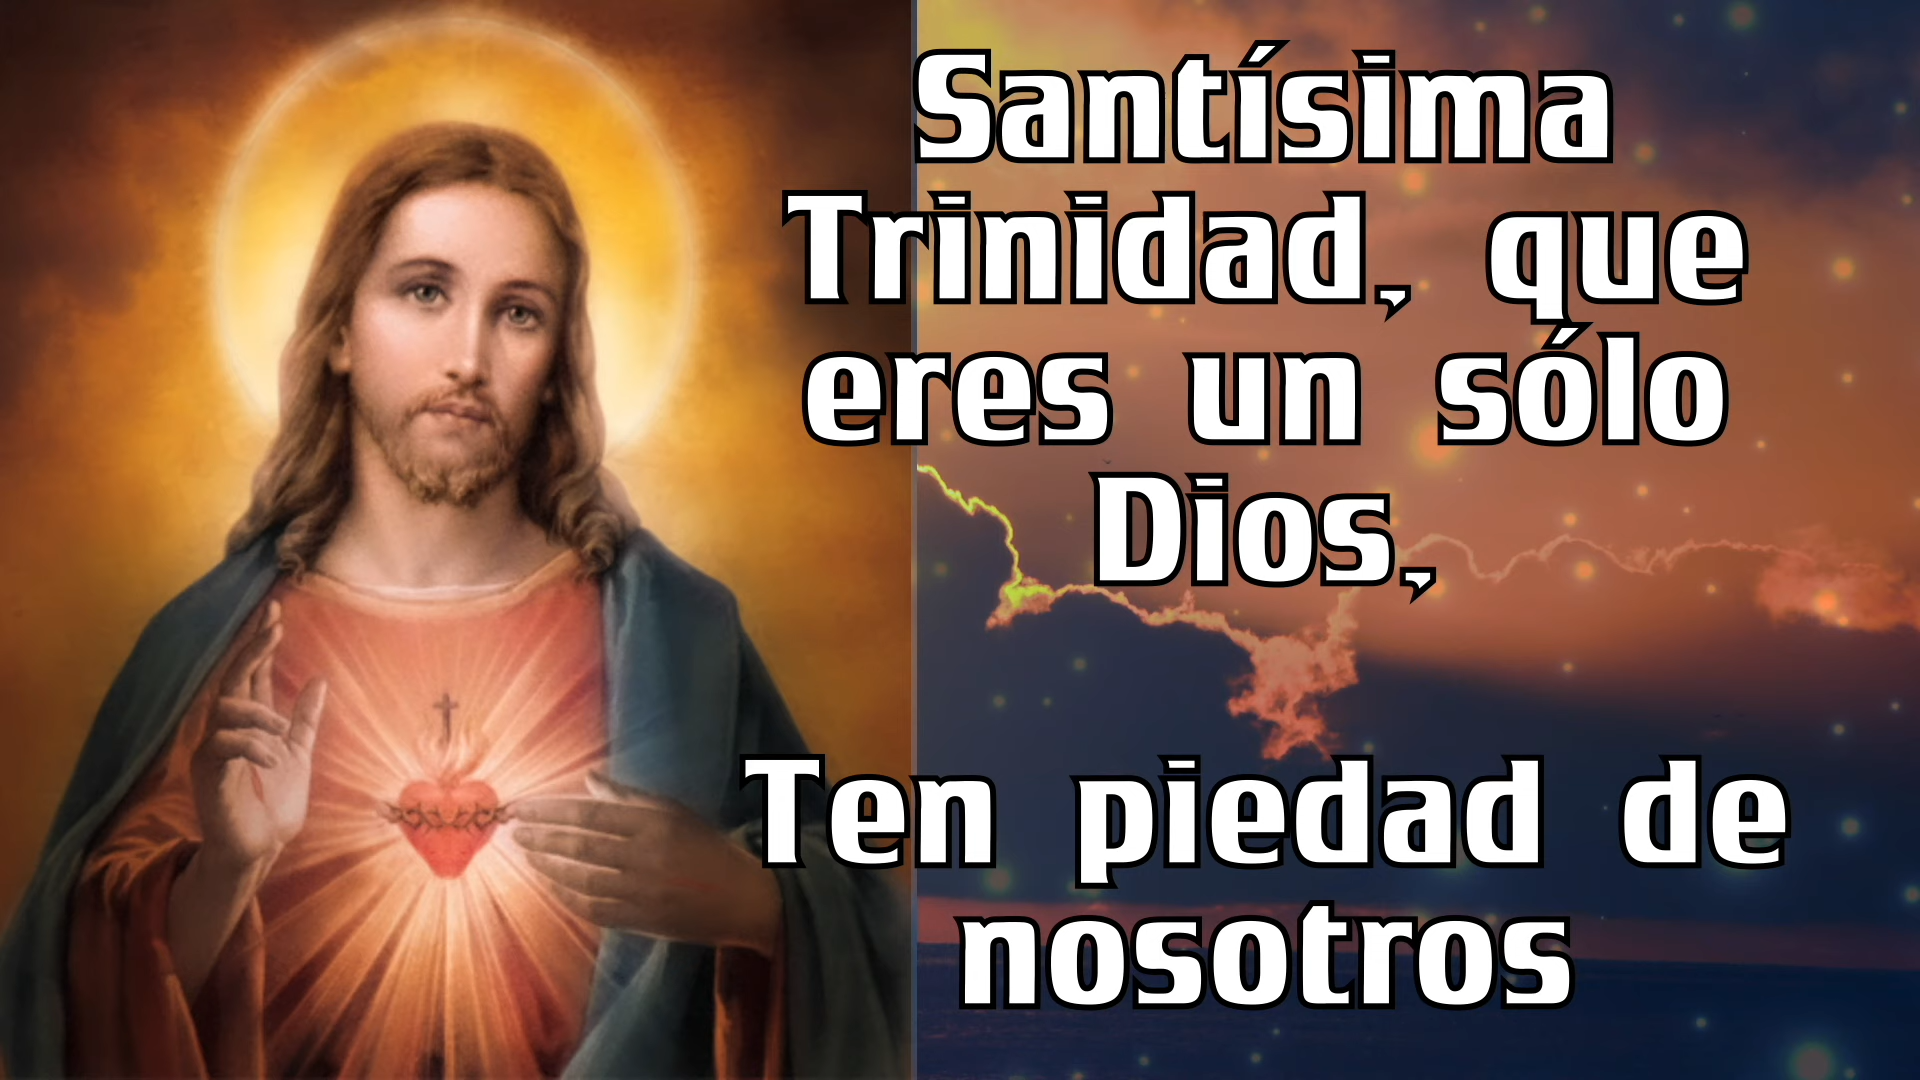 Santísima
Trinidad, que
eres un sólo
Dios,
Ten piedad de
nosotros